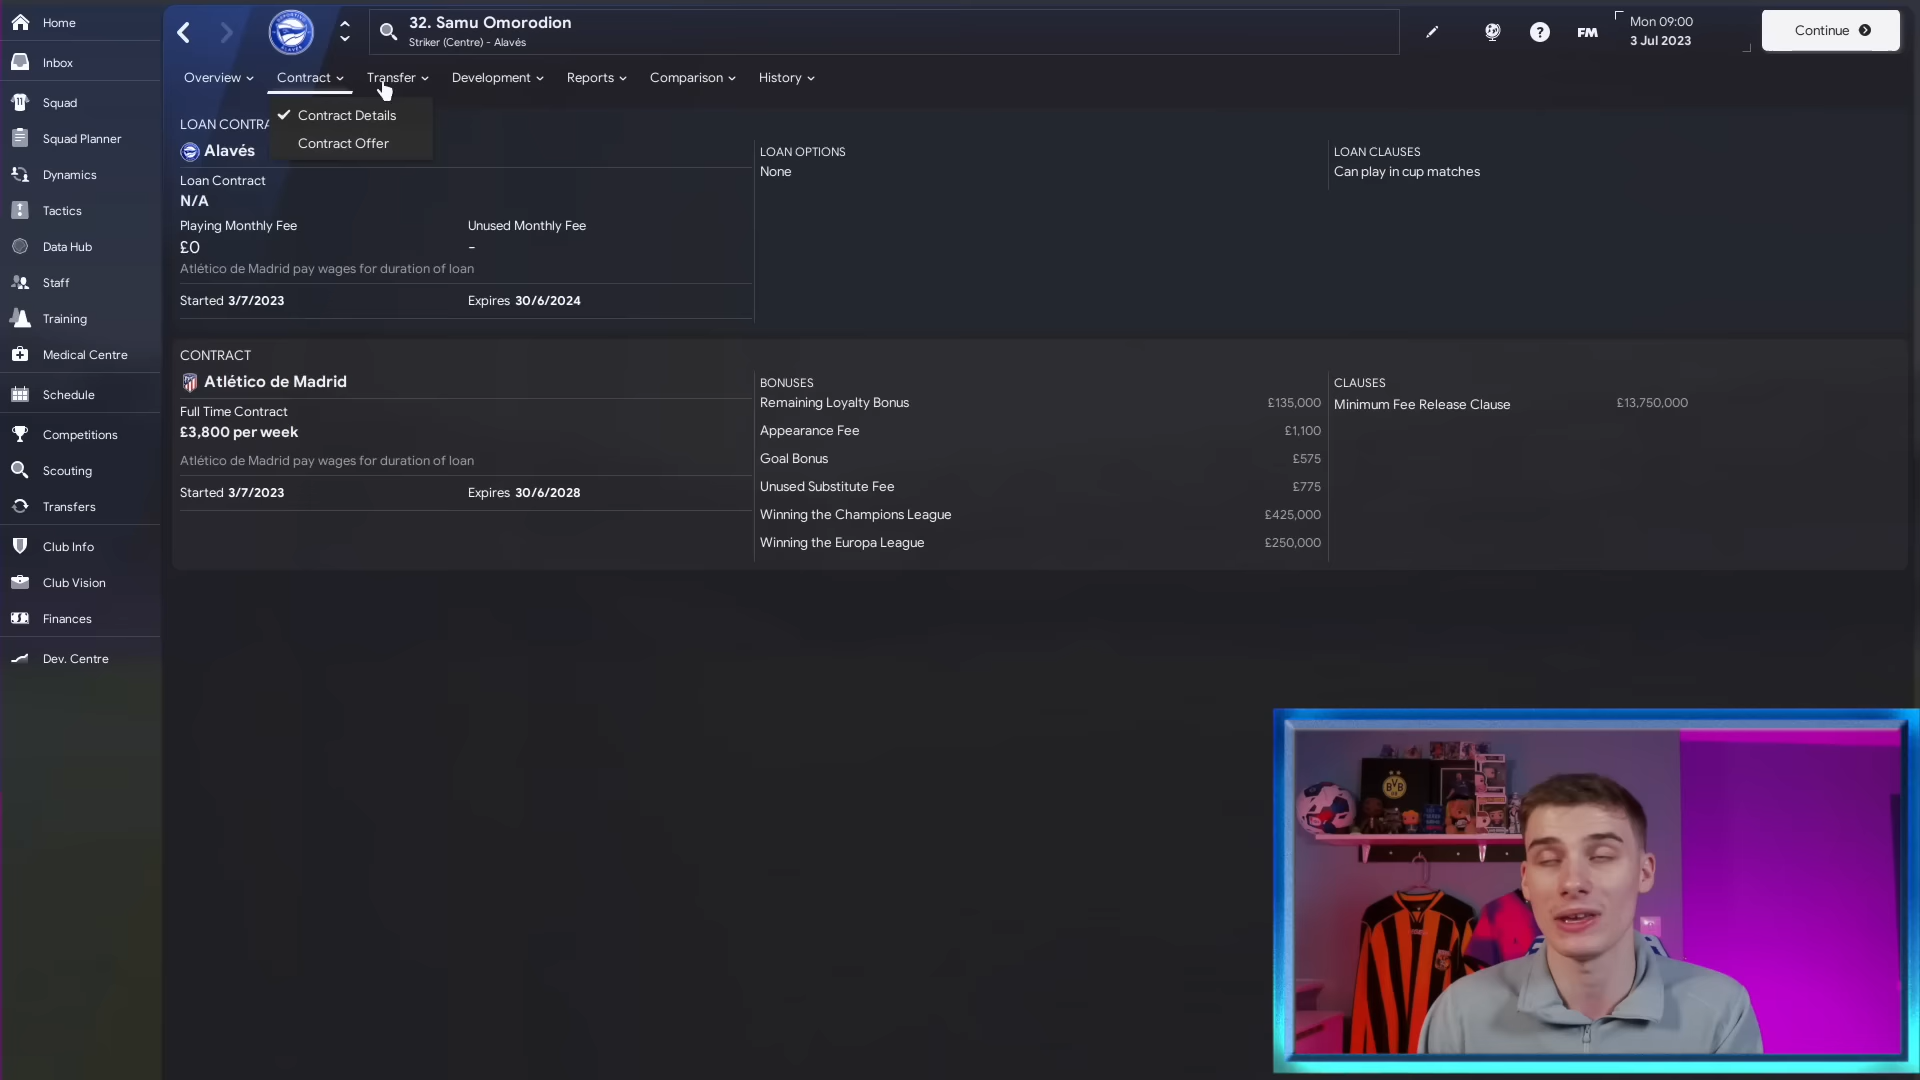 Home
Inbox
Squad
Squad Planner
Dynamics
Tactics
Data Hub
Staff
Training
Medical Centre
Schedule
Competitions
Scouting
Transfers
Club Info
Club Vision
Finances
Dev. Centre
32. Samu Omorodion
Striker (Centre) - Alavés
FM
Mon 09:00
3 Jul 2023
Continue
Overview
Contract
Transfer
Development
Reports
Comparison
History
Contract Details
Contract Offer
LOAN CONTRA
Alavés
Loan Contract
N/A
Playing Monthly Fee
Unused Monthly Fee
£0
-
Atlético de Madrid pay wages for duration of loan
Started 3/7/2023
Expires 30/6/2024
LOAN OPTIONS
None
LOAN CLAUSES
Can play in cup matches
CONTRACT
Atlético de Madrid
Full Time Contract
£3,800 per week
Atlético de Madrid pay wages for duration of loan
Started 3/7/2023
Expires 30/6/2028
BONUSES
Remaining Loyalty Bonus £135,000
Appearance Fee £1,100
Goal Bonus £575
Unused Substitute Fee £775
Winning the Champions League £425,000
Winning the Europa League £250,000
CLAUSES
Minimum Fee Release Clause £13,750,000
BVB
09